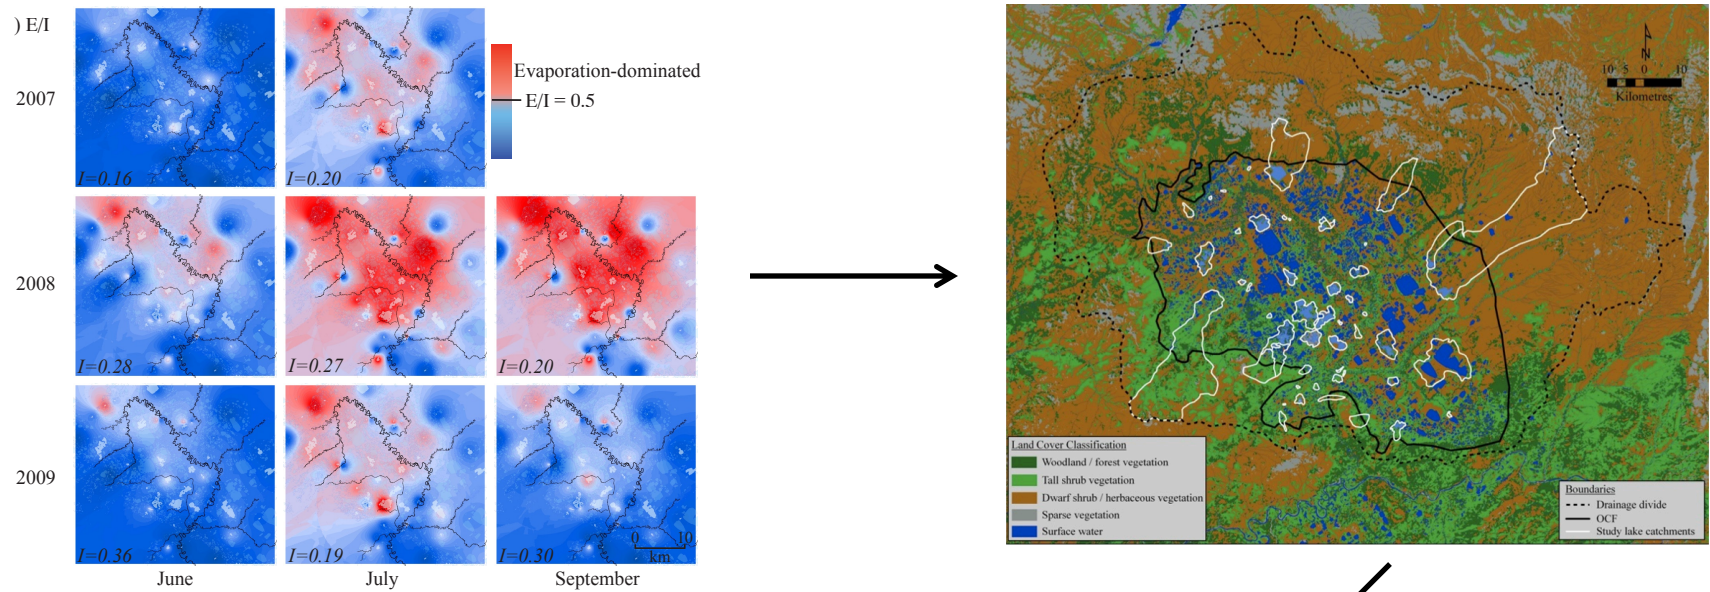 ) E/I
2007
I=0.16
I=0.20
Evaporation-dominated
E/I = 0.5
2008
I=0.28
I=0.27
I=0.20
2009
I=0.36
I=0.19
I=0.30
0 10
km
June
July
September
N
10 5 0 10
Kilometres
Land Cover Classification
Woodland / forest vegetation
Tall shrub vegetation
Dwarf shrub / herbaceous vegetation
Sparse vegetation
Surface water
Boundaries
Drainage divide
OCF
Study lake catchments